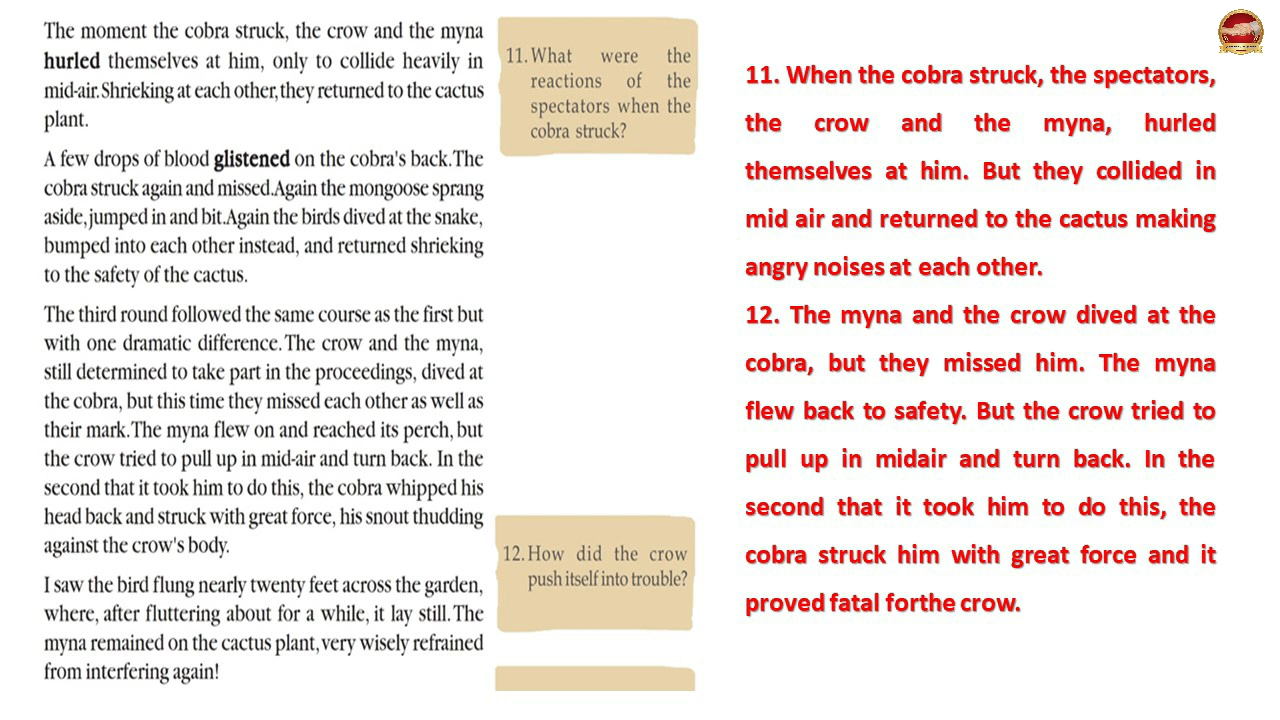 The moment the cobra struck, the crow and the myna
hurled themselves at him, only to collide heavily in
mid-air. Shrieking at each other, they returned to the cactus
plant.
A few drops of blood glistened on the cobra's back.The
cobra struck again and missed.Again the mongoose sprang
aside, jumped in and bit.Again the birds dived at the snake,
bumped into each other instead, and returned shrieking
to the safety of the cactus.
The third round followed the same course as the first but
with one dramatic difference. The crow and the myna,
still determined to take part in the proceedings, dived at
the cobra, but this time they missed each other as well as
their mark.The myna flew on and reached its perch, but
the crow tried to pull up in mid-air and turn back. In the
second that it took him to do this, the cobra whipped his
head back and struck with great force, his snout thudding
against the crow's body.
I saw the bird flung nearly twenty feet across the garden,
where, after fluttering about for a while, it lay still. The
myna remained on the cactus plant, very wisely refrained
from interfering again!
11. What were the
reactions of the
spectators when the
cobra struck?
12. How did the crow
push itself into trouble?
11. When the cobra struck, the spectators,
the crow and the myna, hurled
themselves at him. But they collided in
mid air and returned to the cactus making
angry noises at each other.
12. The myna and the crow dived at the
cobra, but they missed him. The myna
flew back to safety. But the crow tried to
pull up in midair and turn back. In the
second that it took him to do this, the
cobra struck him with great force and it
proved fatal forthe crow.